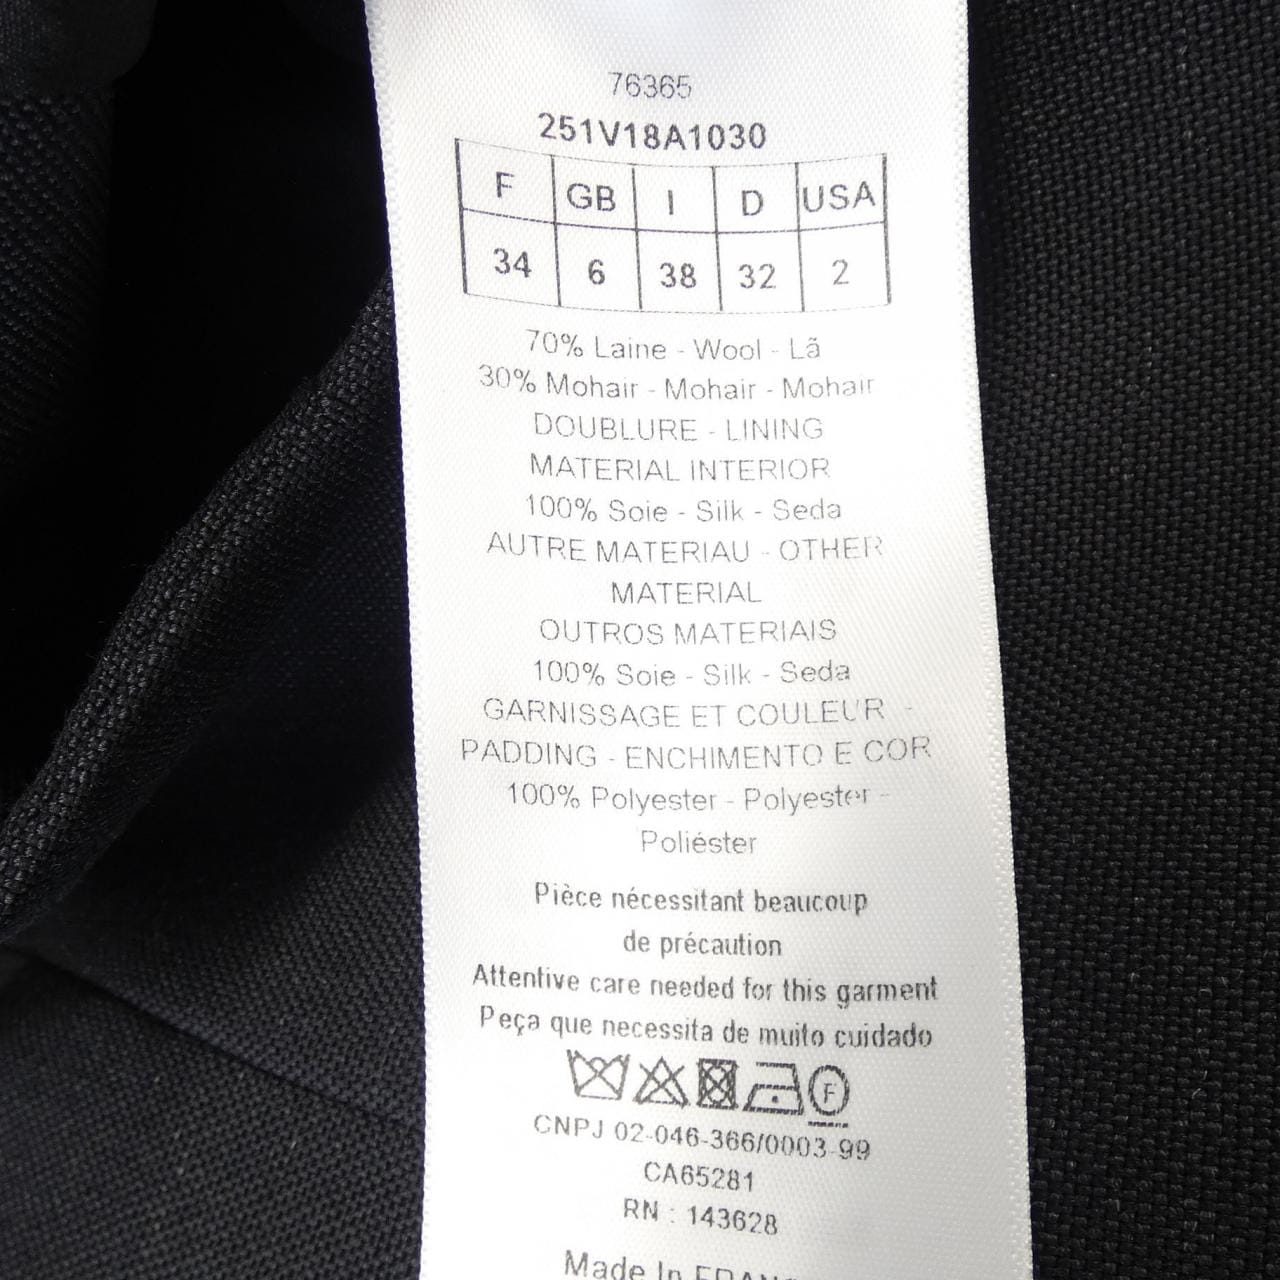 76365
251V18A1030
F GB I D USA
34 6 38 32 2
70% Laine - Wool - Lã
30% Mohair - Mohair - Mohair
DOUBLURE - LINING
MATERIAL INTERIOR
100% Soie - Silk - Seda
AUTRE MATERIAU - OTHER
MATERIAL
OUTROS MATERIAIS
100% Soie - Silk - Seda
GARNISSAGE ET COULEUR -
PADDING - ENCHIMENTO E COR
100% Polyester - Polyester -
Poliéster
Pièce nécessitant beaucoup
de précaution
Attentive care needed for this garment
Peça que necessita de muito cuidado
F
CNPJ 02-046-366/0003-99
CA65281
RN : 143628
Made In FRANC